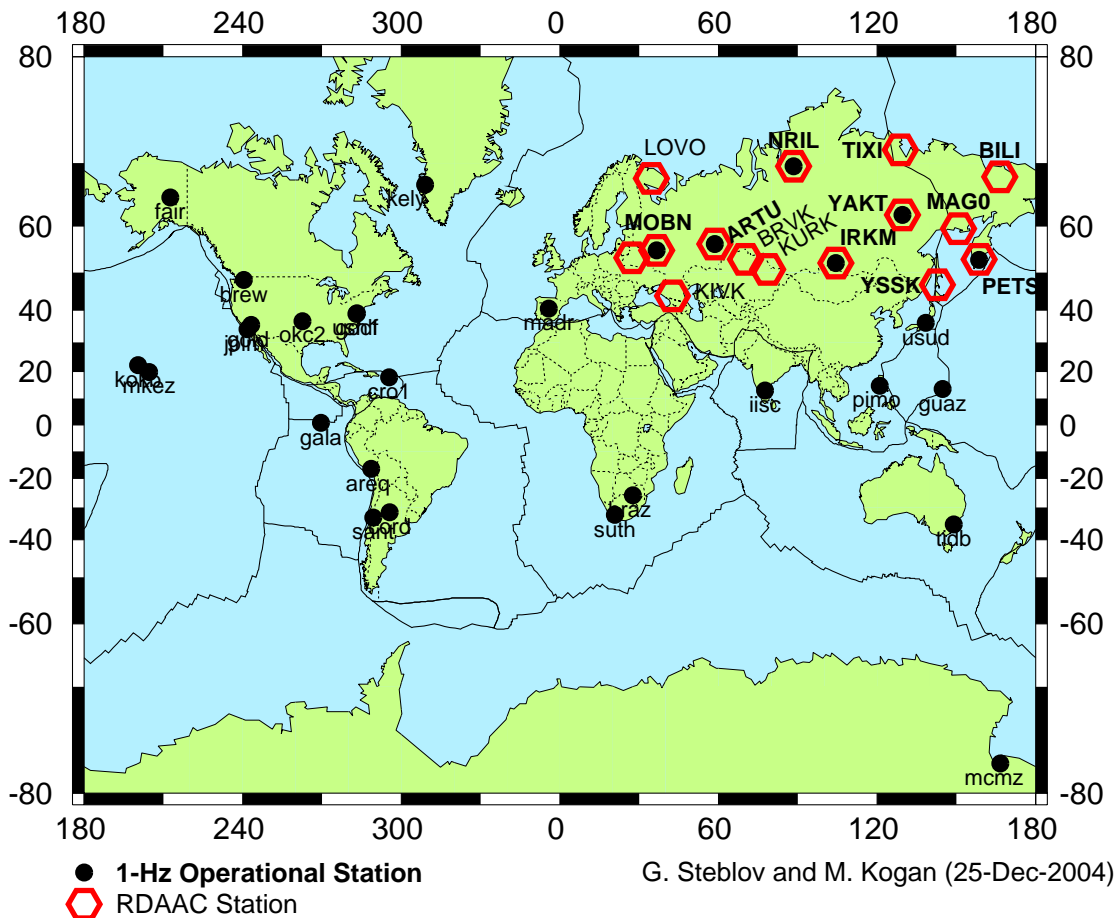 180 240 300 0 60 120 180
80 80
LOVO NRIL TIXI BILI
kely
fair
MOBN ARTU BRVK KURK IRKM YAKT MAG0
60 60
YSSK PETS
brew KIVK
40 madr 40
okc2 usud
20 20
mkez cro1 iisc pimo guaz
0 0
gala
-20 areq -20
sant cord suth
-40 tidb -40
-60 -60
mcmz
-80 -80
180 240 300 0 60 120 180
1-Hz Operational Station G. Steblov and M. Kogan (25-Dec-2004)
RDAAC Station